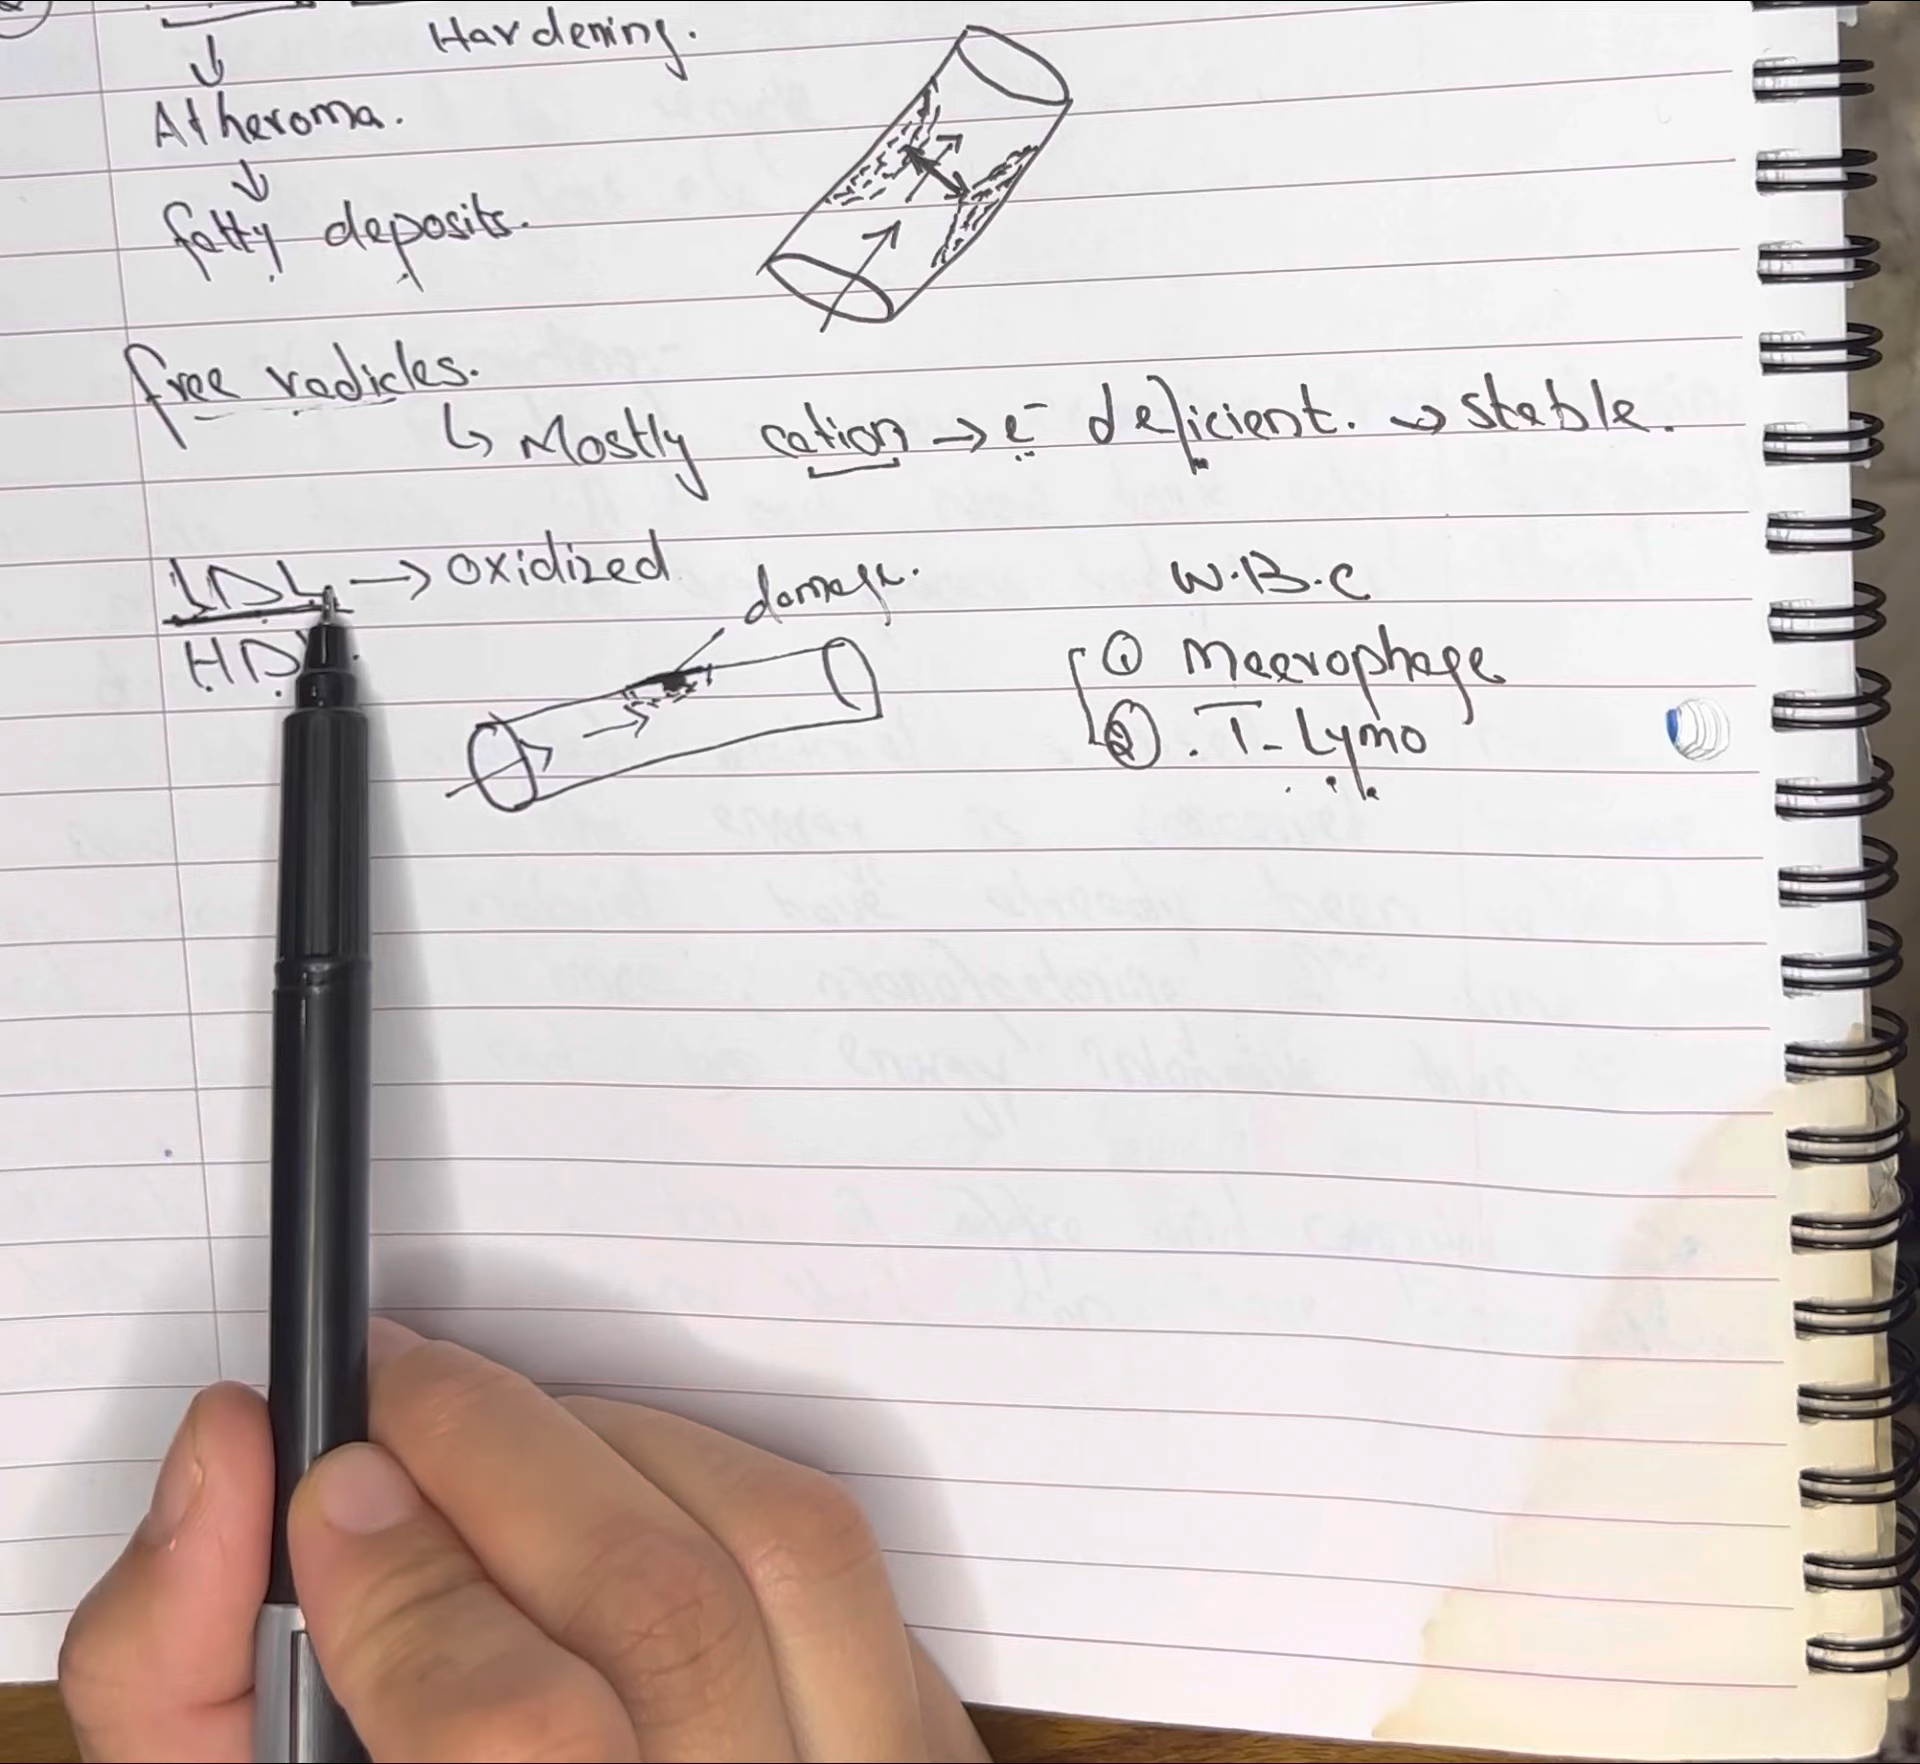 Hardening.
↓
Atheroma.
↓
fatty deposits.
free radicles.
↳ Mostly cation → e⁻ deficient. → stable.
LDL → Oxidized
damage.
HDL
W.B.C
① Macrophage
② T-Lymo